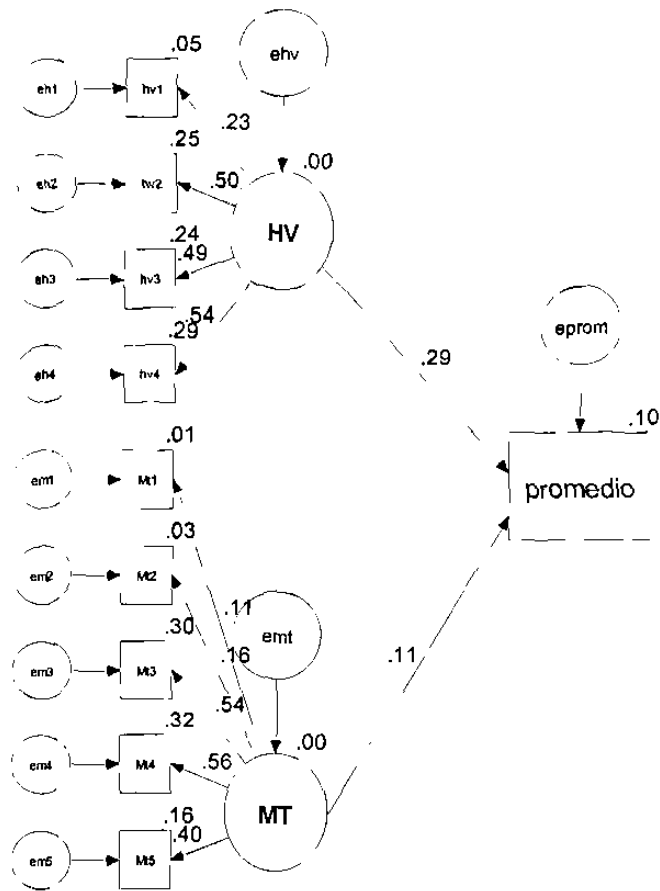 .05
ehv
eh1
hv1
.23
.25
.00
eh2
hv2
.50
HV
.24
.49
eh3
hv3
.54
.29
eprom
eh4
hv4
.29
.10
.01
em1
Mt1
promedio
.03
em2
Mt2
.11
emt
.30
.16
.11
em3
Mt3
.54
.32
.00
em4
Mt4
.56
MT
.16
.40
em5
Mt5